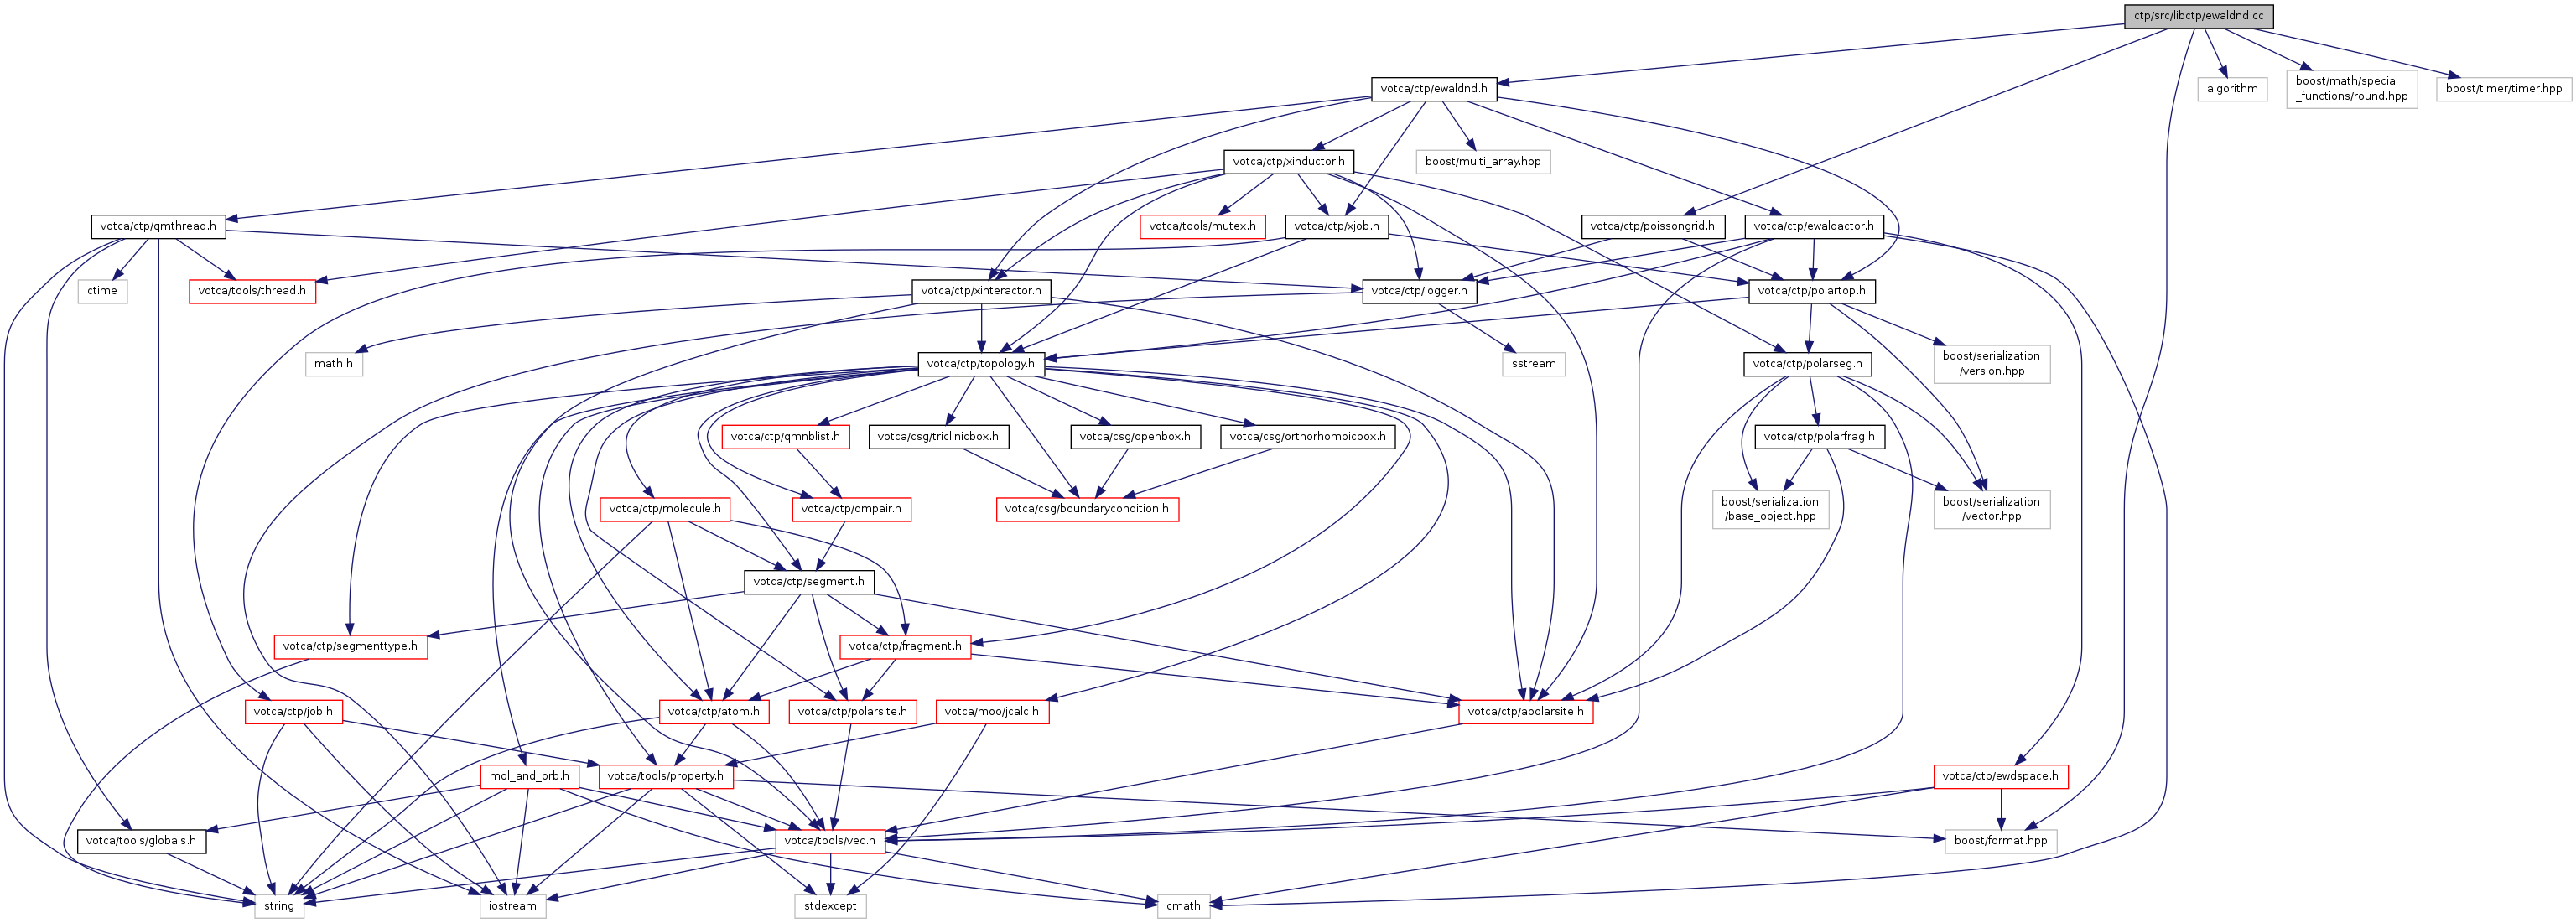 ctp/src/libctp/ewaldnd.cc
votca/ctp/ewaldnd.h
algorithm
boost/math/special
_functions/round.hpp
boost/timer/timer.hpp
votca/ctp/xinductor.h
boost/multi_array.hpp
votca/ctp/qmthread.h
votca/tools/mutex.h
votca/ctp/xjob.h
votca/ctp/poissongrid.h
votca/ctp/ewaldactor.h
ctime
votca/tools/thread.h
votca/ctp/xinteractor.h
votca/ctp/logger.h
votca/ctp/polartop.h
math.h
votca/ctp/topology.h
sstream
votca/ctp/polarseg.h
boost/serialization
/version.hpp
votca/ctp/qmnblist.h
votca/csg/triclinicbox.h
votca/csg/openbox.h
votca/csg/orthorhombicbox.h
votca/ctp/polarfrag.h
votca/ctp/molecule.h
votca/ctp/qmpair.h
votca/csg/boundarycondition.h
boost/serialization
/base_object.hpp
boost/serialization
/vector.hpp
votca/ctp/segment.h
votca/ctp/segmenttype.h
votca/ctp/fragment.h
votca/ctp/job.h
votca/ctp/atom.h
votca/ctp/polarsite.h
votca/moo/jcalc.h
votca/ctp/apolarsite.h
mol_and_orb.h
votca/tools/property.h
votca/ctp/ewdspace.h
votca/tools/globals.h
votca/tools/vec.h
boost/format.hpp
string
iostream
stdexcept
cmath